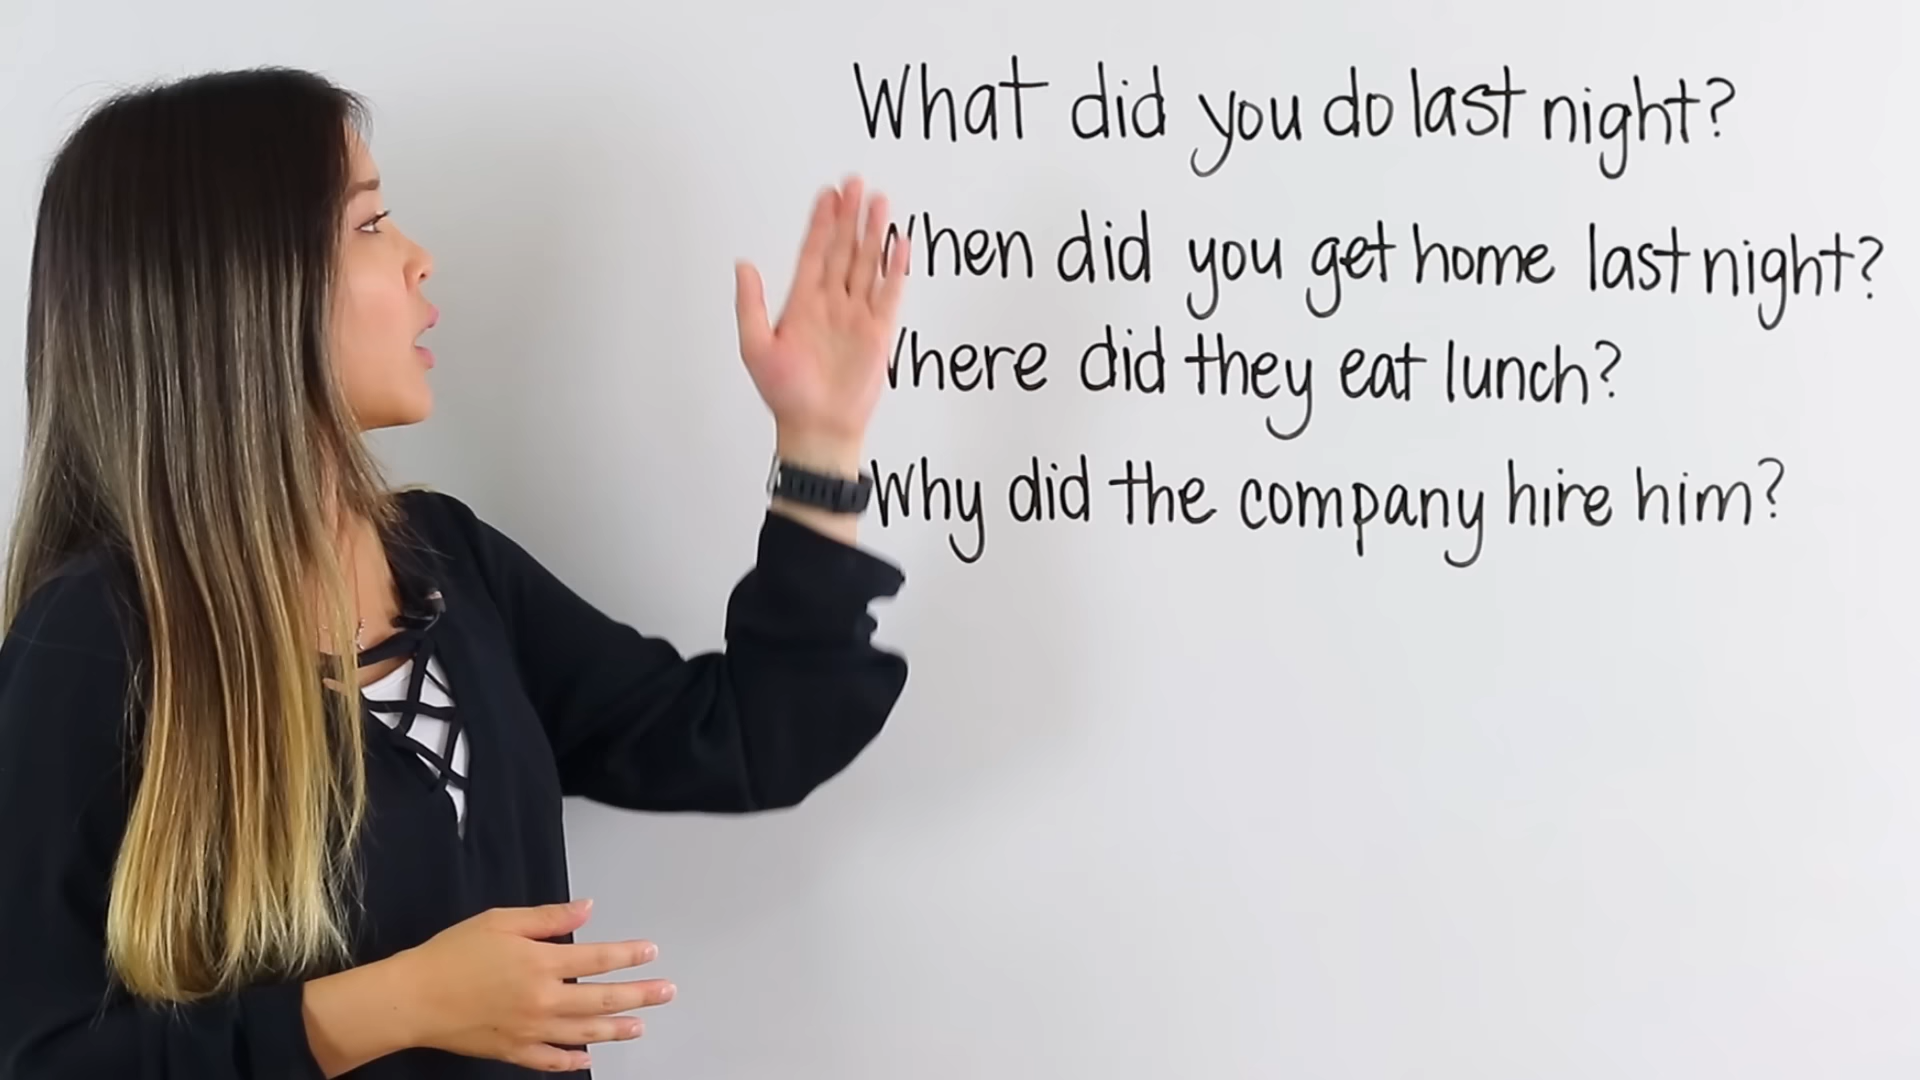 What did you do last night?
When did you get home last night?
Where did they eat lunch?
Why did the company hire him?